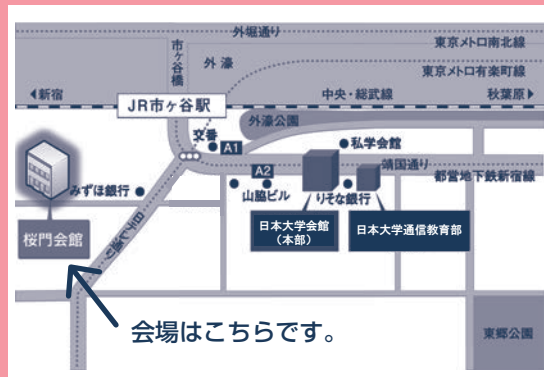 外堀通り
東京メトロ南北線
市ヶ谷橋
外濠
東京メトロ有楽町線
新宿
中央・総武線
秋葉原
JR市ヶ谷駅
外濠公園
交番
A1
私学会館
靖国通り
A2
都営地下鉄新宿線
みずほ銀行
山脇ビル
りそな銀行
桜門会館
日本大学会館
(本部)
日本大学通信教育部
会場はこちらです。
東郷公園